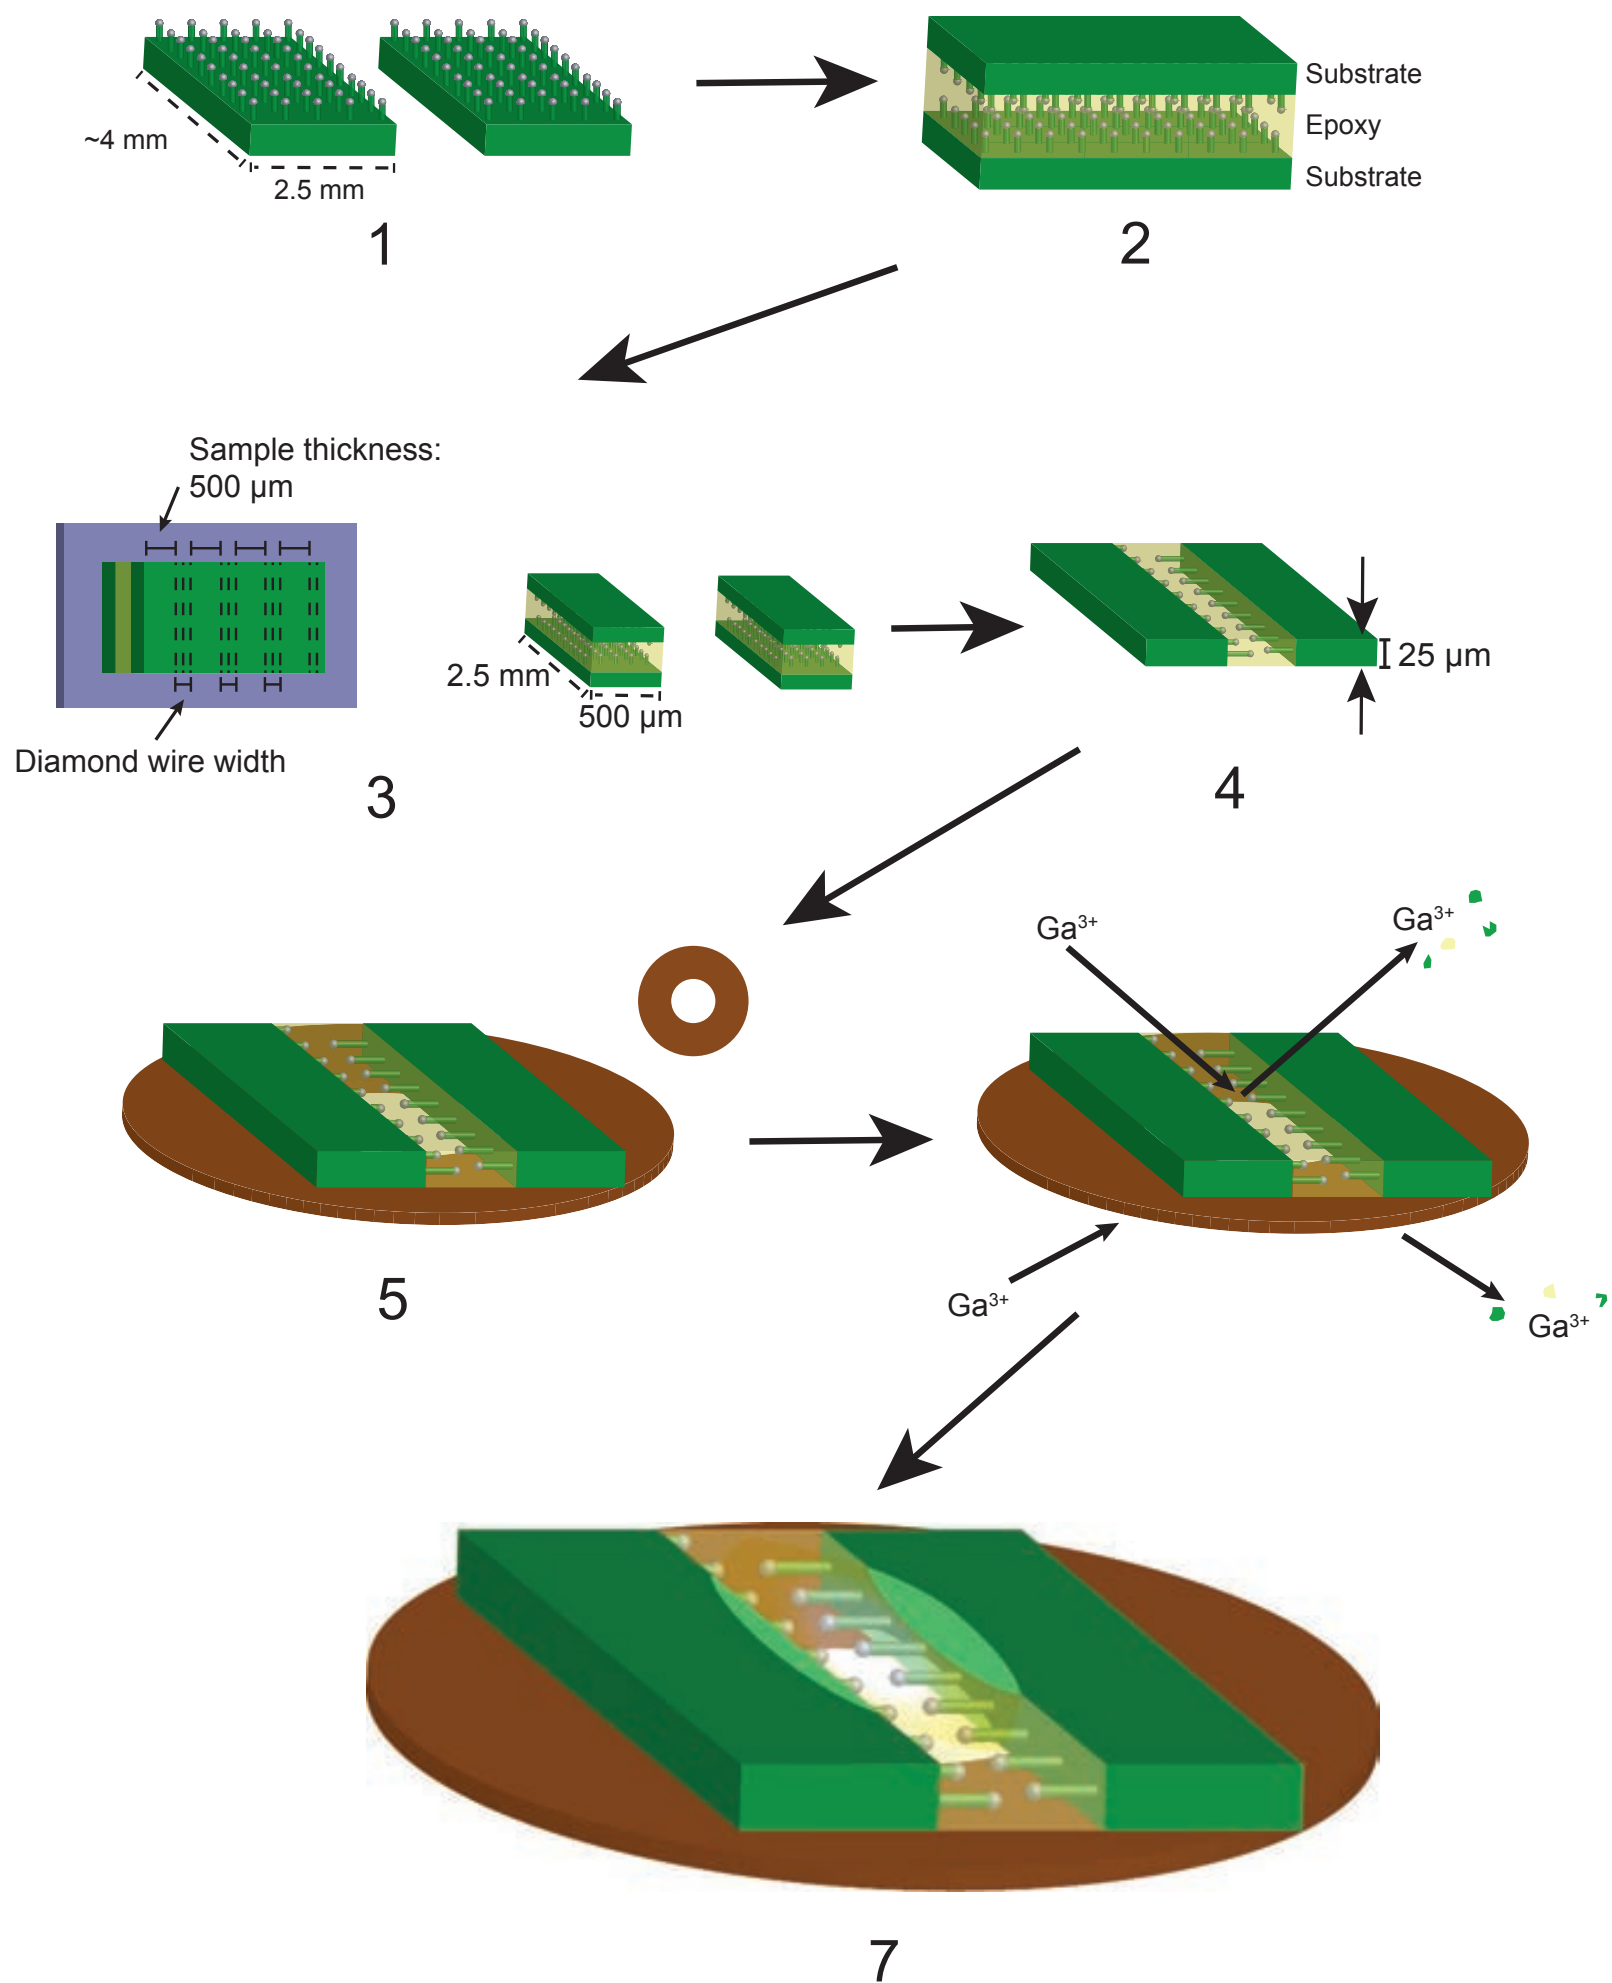 ~4 mm
2.5 mm
1
Substrate
Epoxy
Substrate
2
Sample thickness:
500 µm
Diamond wire width
2.5 mm
500 µm
3
25 µm
4
5
Ga³⁺
Ga³⁺
Ga³⁺
Ga³⁺
7